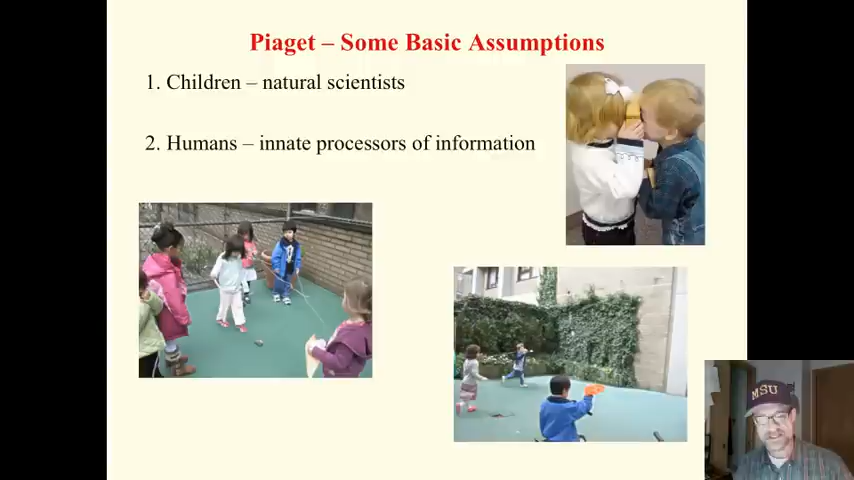 Piaget – Some Basic Assumptions
1. Children – natural scientists
2. Humans – innate processors of information
MSU